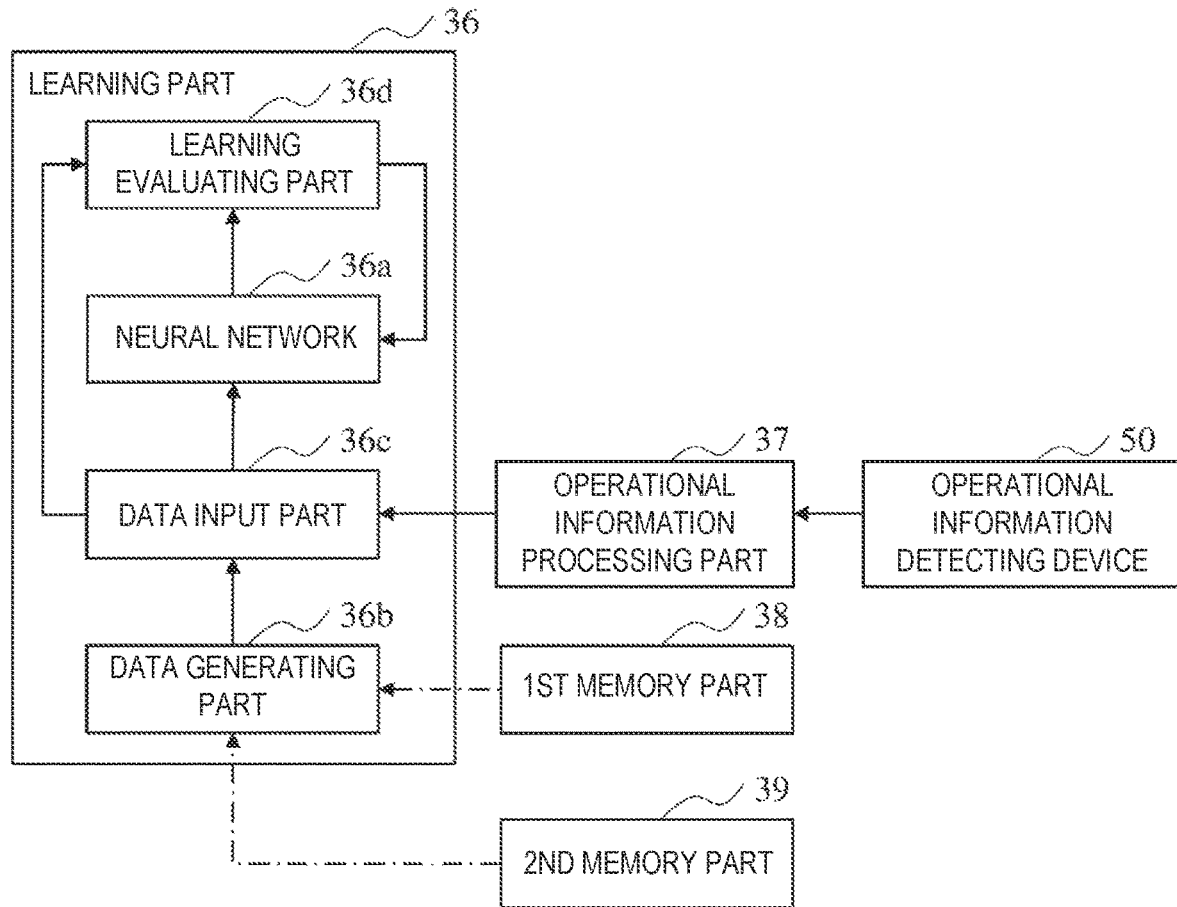 36
LEARNING PART
36d
LEARNING
EVALUATING PART
36a
NEURAL NETWORK
36c
DATA INPUT PART
37
OPERATIONAL
INFORMATION
PROCESSING PART
50
OPERATIONAL
INFORMATION
DETECTING DEVICE
36b
DATA GENERATING
PART
38
1ST MEMORY PART
39
2ND MEMORY PART